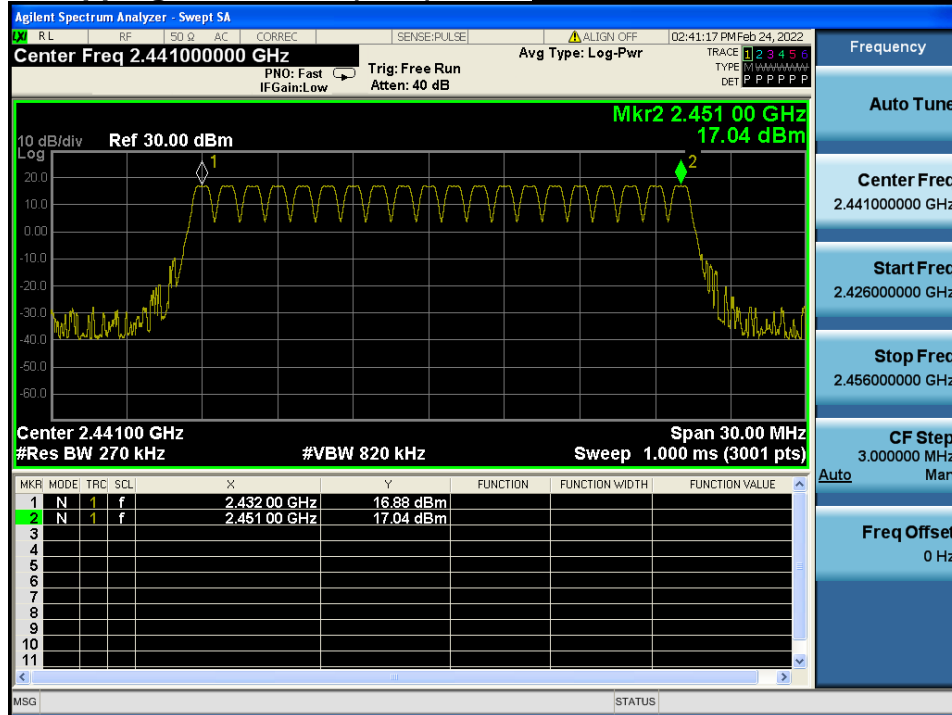 Agilent Spectrum Analyzer - Swept SA
LXI RL RF 50 Ω AC CORREC SENSE:PULSE ALIGN OFF 02:41:17 PM Feb 24, 2022
Center Freq 2.441000000 GHz
PNO: Fast
IFGain:Low
Trig: Free Run
Atten: 40 dB
Avg Type: Log-Pwr
TRACE 1 2 3 4 5 6
TYPE M
DET P P P P P P
Mkr2 2.451 00 GHz
17.04 dBm
10 dB/div Ref 30.00 dBm
Log
1
2
20.0
10.0
0.00
-10.0
-20.0
-30.0
-40.0
-50.0
-60.0
Center 2.44100 GHz Span 30.00 MHz
#Res BW 270 kHz #VBW 820 kHz Sweep 1.000 ms (3001 pts)
MKR MODE TRC SCL X Y FUNCTION FUNCTION WIDTH FUNCTION VALUE
1 N 1 f 2.432 00 GHz 16.88 dBm
2 N 1 f 2.451 00 GHz 17.04 dBm
3
4
5
6
7
8
9
10
11
MSG STATUS
Frequency
Auto Tune
Center Freq
2.441000000 GHz
Start Freq
2.426000000 GHz
Stop Freq
2.456000000 GHz
CF Step
3.000000 MHz
Auto Man
Freq Offset
0 Hz